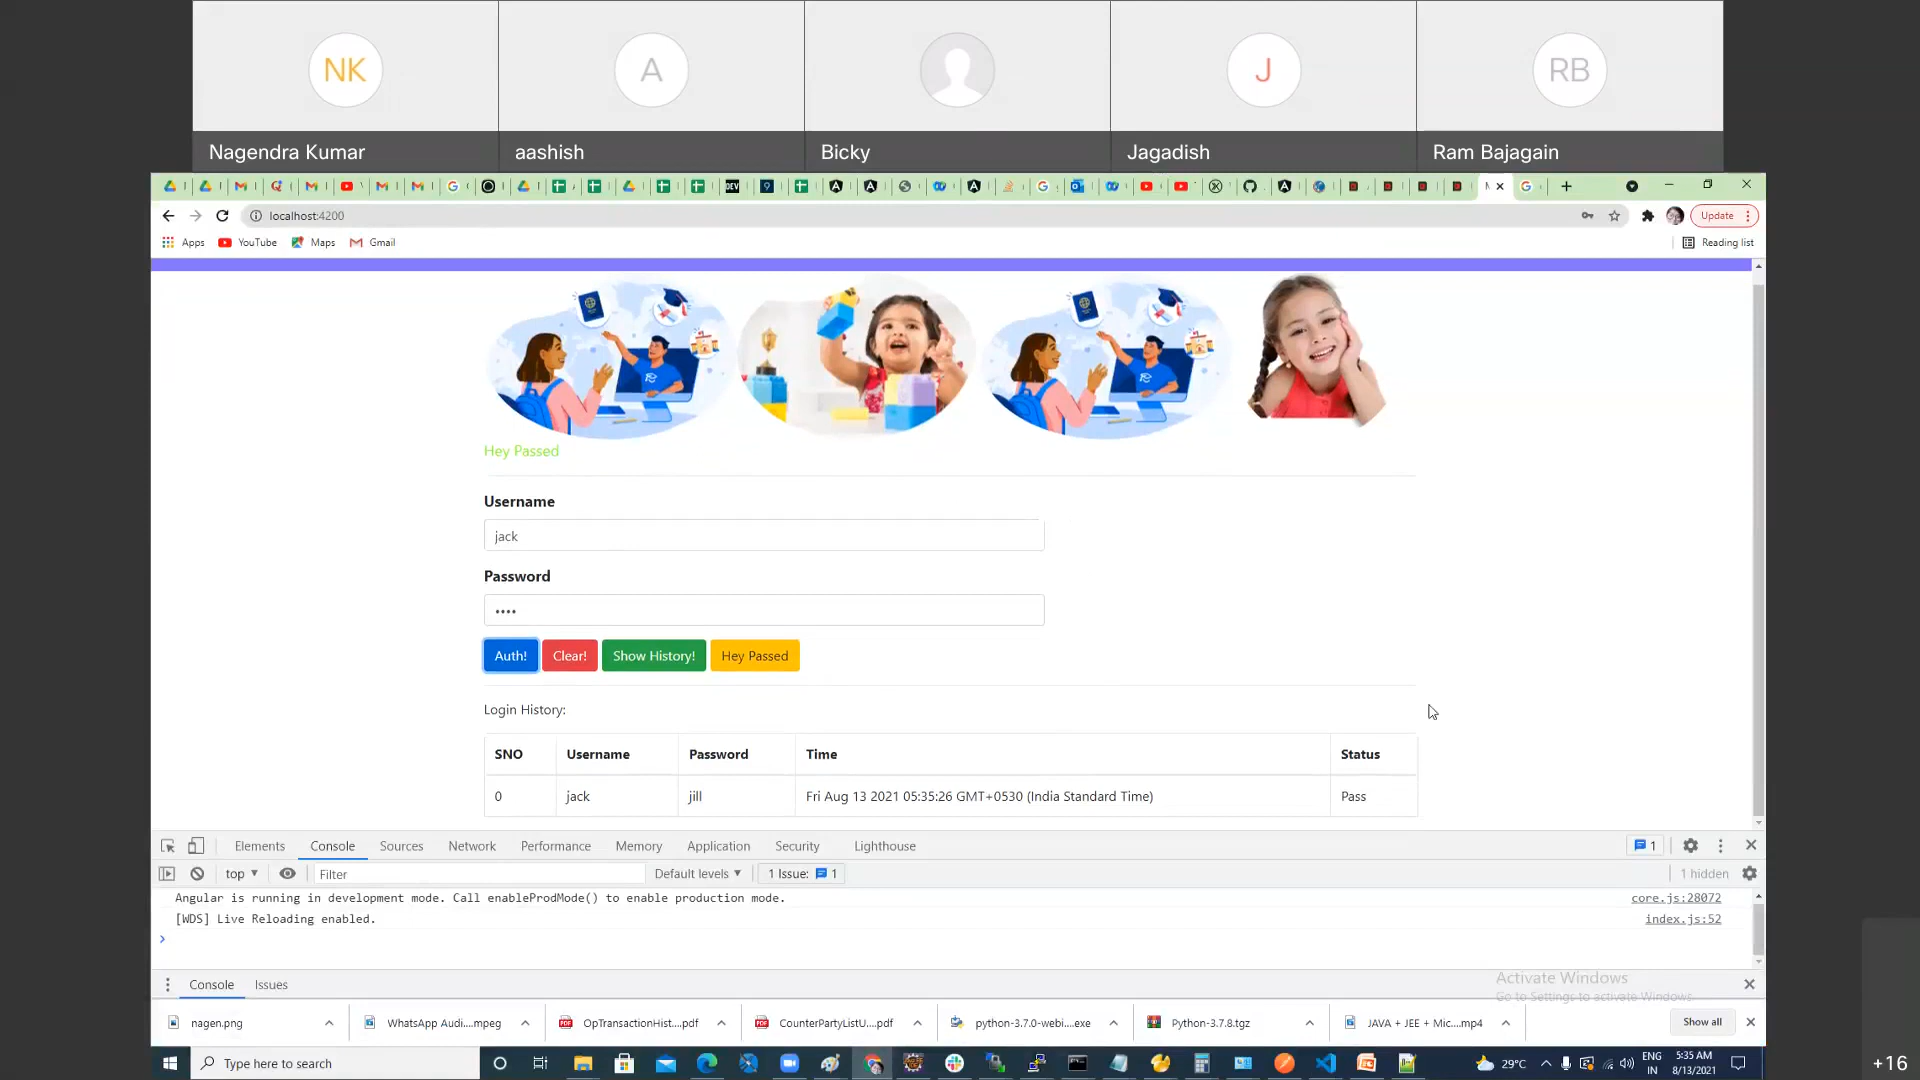 NK
A
J
RB
Nagendra Kumar
aashish
Bicky
Jagadish
Ram Bajagain
localhost:4200
Update
Apps
YouTube
Maps
Gmail
Reading list
Hey Passed
Username
jack
Password
••••
Auth!
Clear!
Show History!
Hey Passed
Login History:
SNO Username Password Time Status
0 jack jill Fri Aug 13 2021 05:35:26 GMT+0530 (India Standard Time) Pass
Elements Console Sources Network Performance Memory Application Security Lighthouse 1
top Filter Default levels 1 Issue: 1 1 hidden
Angular is running in development mode. Call enableProdMode() to enable production mode. core.js:28072
[WDS] Live Reloading enabled. index.js:52
Console Issues
Activate Windows
Go to Settings to activate Windows.
nagen.png
WhatsApp Audi....mpeg
OpTransactionHist....pdf
CounterPartyListU....pdf
python-3.7.0-webi....exe
Python-3.7.8.tgz
JAVA + JEE + Mic....mp4
Show all
Type here to search
29°C
ENG
IN
5:35 AM
8/13/2021
+16